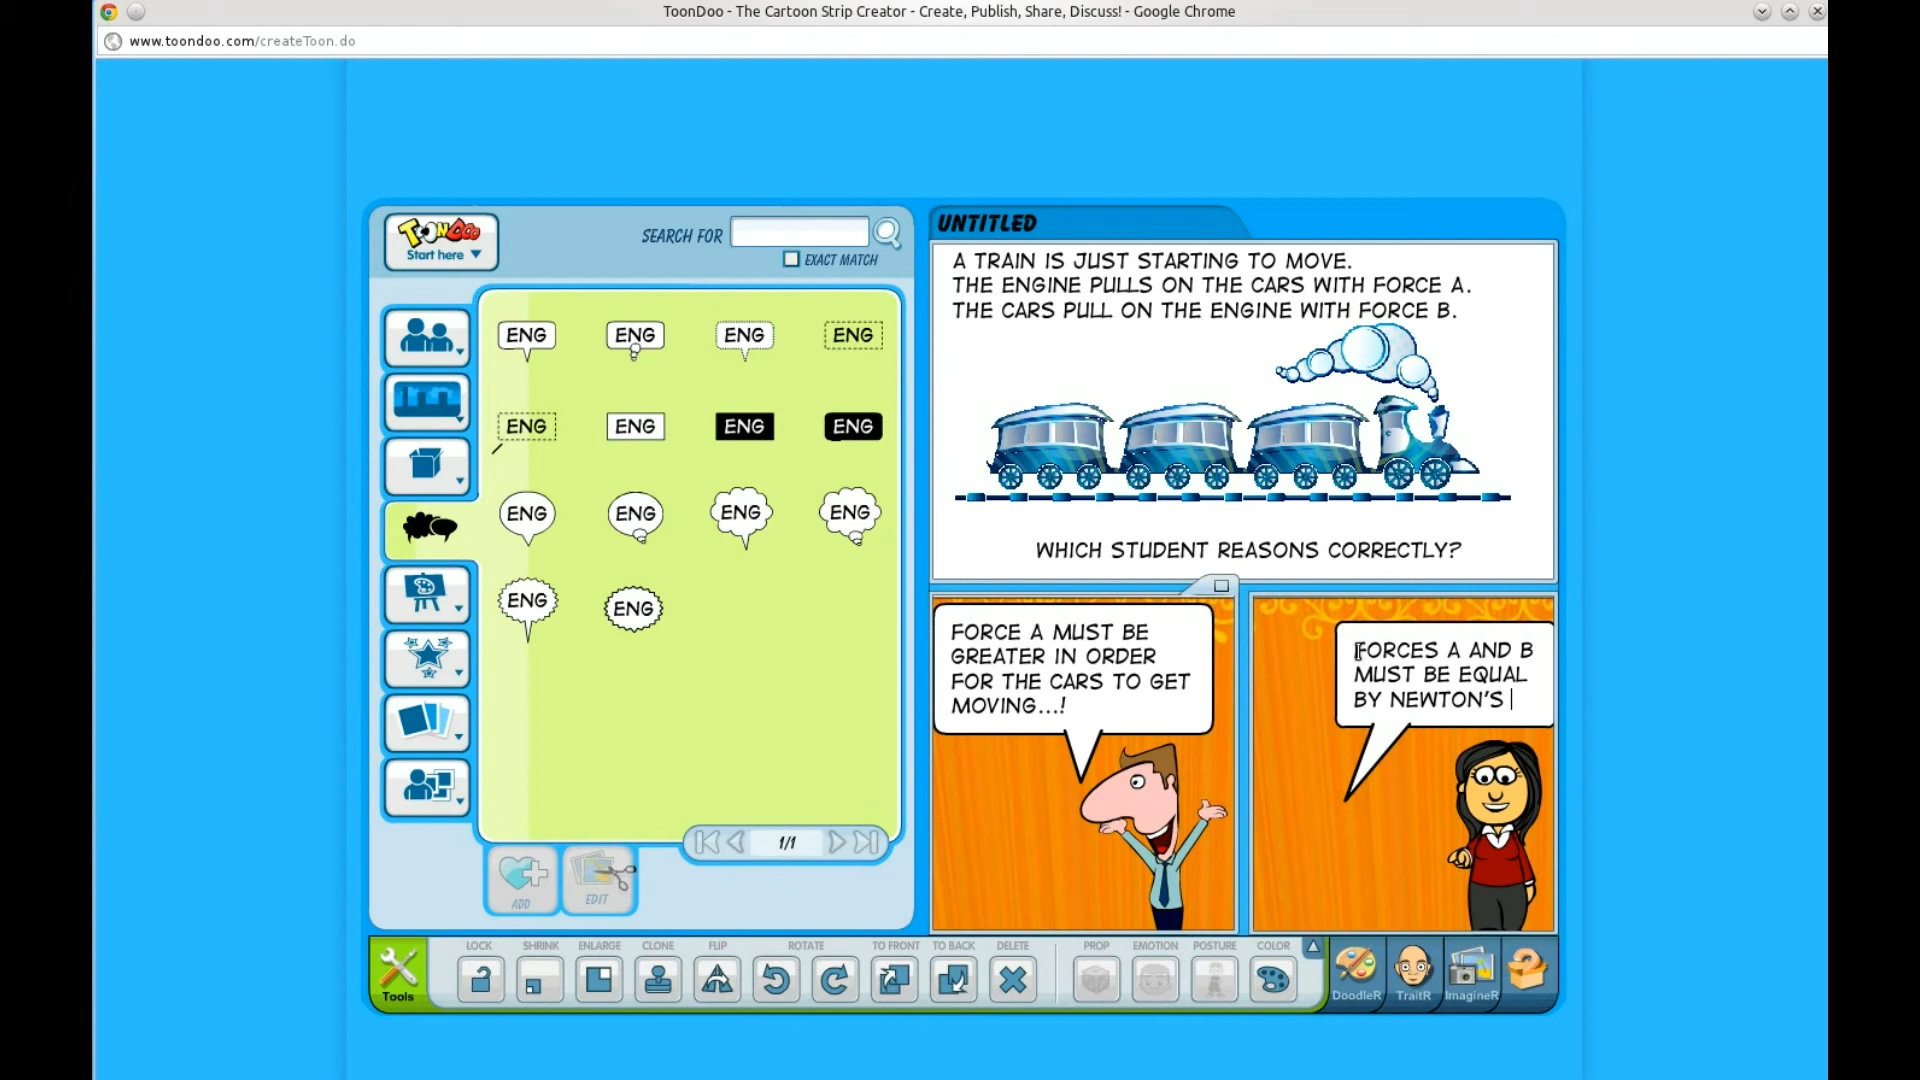 ToonDoo - The Cartoon Strip Creator - Create, Publish, Share, Discuss! - Google Chrome
www.toondoo.com/createToon.do
TOONDOO
Start here
SEARCH FOR
EXACT MATCH
ENG ENG ENG ENG
ENG ENG ENG ENG
ENG ENG ENG ENG
ENG ENG
1/1
ADD EDIT
UNTITLED
A TRAIN IS JUST STARTING TO MOVE.
THE ENGINE PULLS ON THE CARS WITH FORCE A.
THE CARS PULL ON THE ENGINE WITH FORCE B.
WHICH STUDENT REASONS CORRECTLY?
FORCE A MUST BE
GREATER IN ORDER
FOR THE CARS TO GET
MOVING...!
FORCES A AND B
MUST BE EQUAL
BY NEWTON'S
Tools
LOCK SHRINK ENLARGE CLONE FLIP ROTATE TO FRONT TO BACK DELETE PROP EMOTION POSTURE COLOR
DoodleR TraitR ImagineR